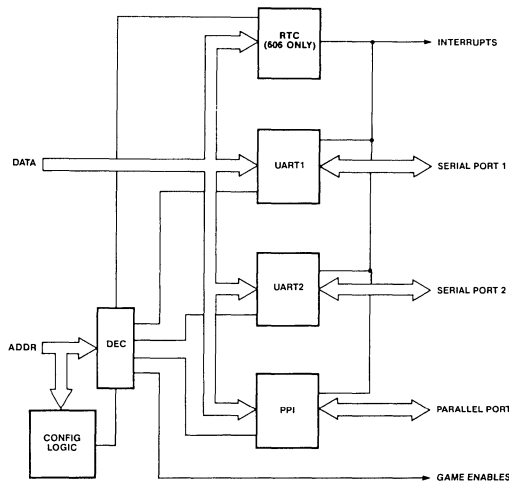 RTC
(606 ONLY)
INTERRUPTS
DATA
UART1
SERIAL PORT 1
UART2
SERIAL PORT 2
ADDR
DEC
PPI
PARALLEL PORT
CONFIG
LOGIC
GAME ENABLES